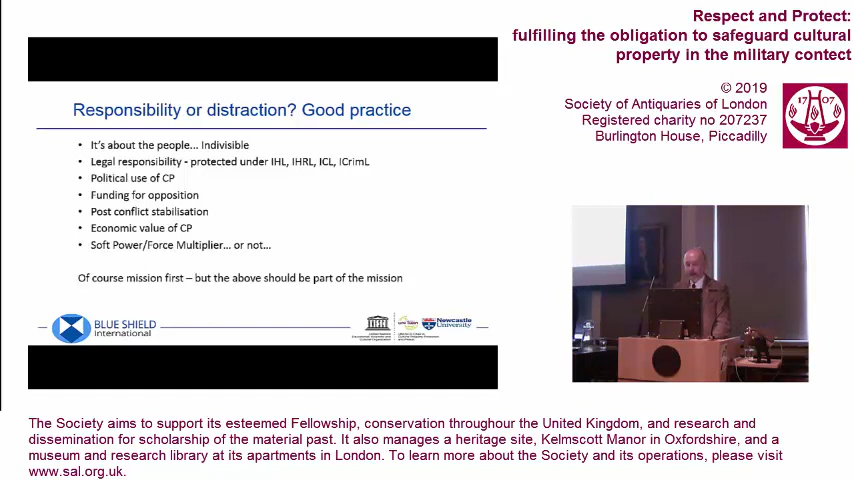 Respect and Protect:
fulfilling the obligation to safeguard cultural
property in the military contect
© 2019
Society of Antiquaries of London
Registered charity no 207237
Burlington House, Piccadilly
17 07
Responsibility or distraction? Good practice
• It's about the people... Indivisible
• Legal responsibility - protected under IHL, IHRL, ICL, ICrimL
• Political use of CP
• Funding for opposition
• Post conflict stabilisation
• Economic value of CP
• Soft Power/Force Multiplier... or not...
Of course mission first – but the above should be part of the mission
BLUE SHIELD
International
Newcastle
University
The Society aims to support its esteemed Fellowship, conservation throughour the United Kingdom, and research and
dissemination for scholarship of the material past. It also manages a heritage site, Kelmscott Manor in Oxfordshire, and a
museum and research library at its apartments in London. To learn more about the Society and its operations, please visit
www.sal.org.uk.